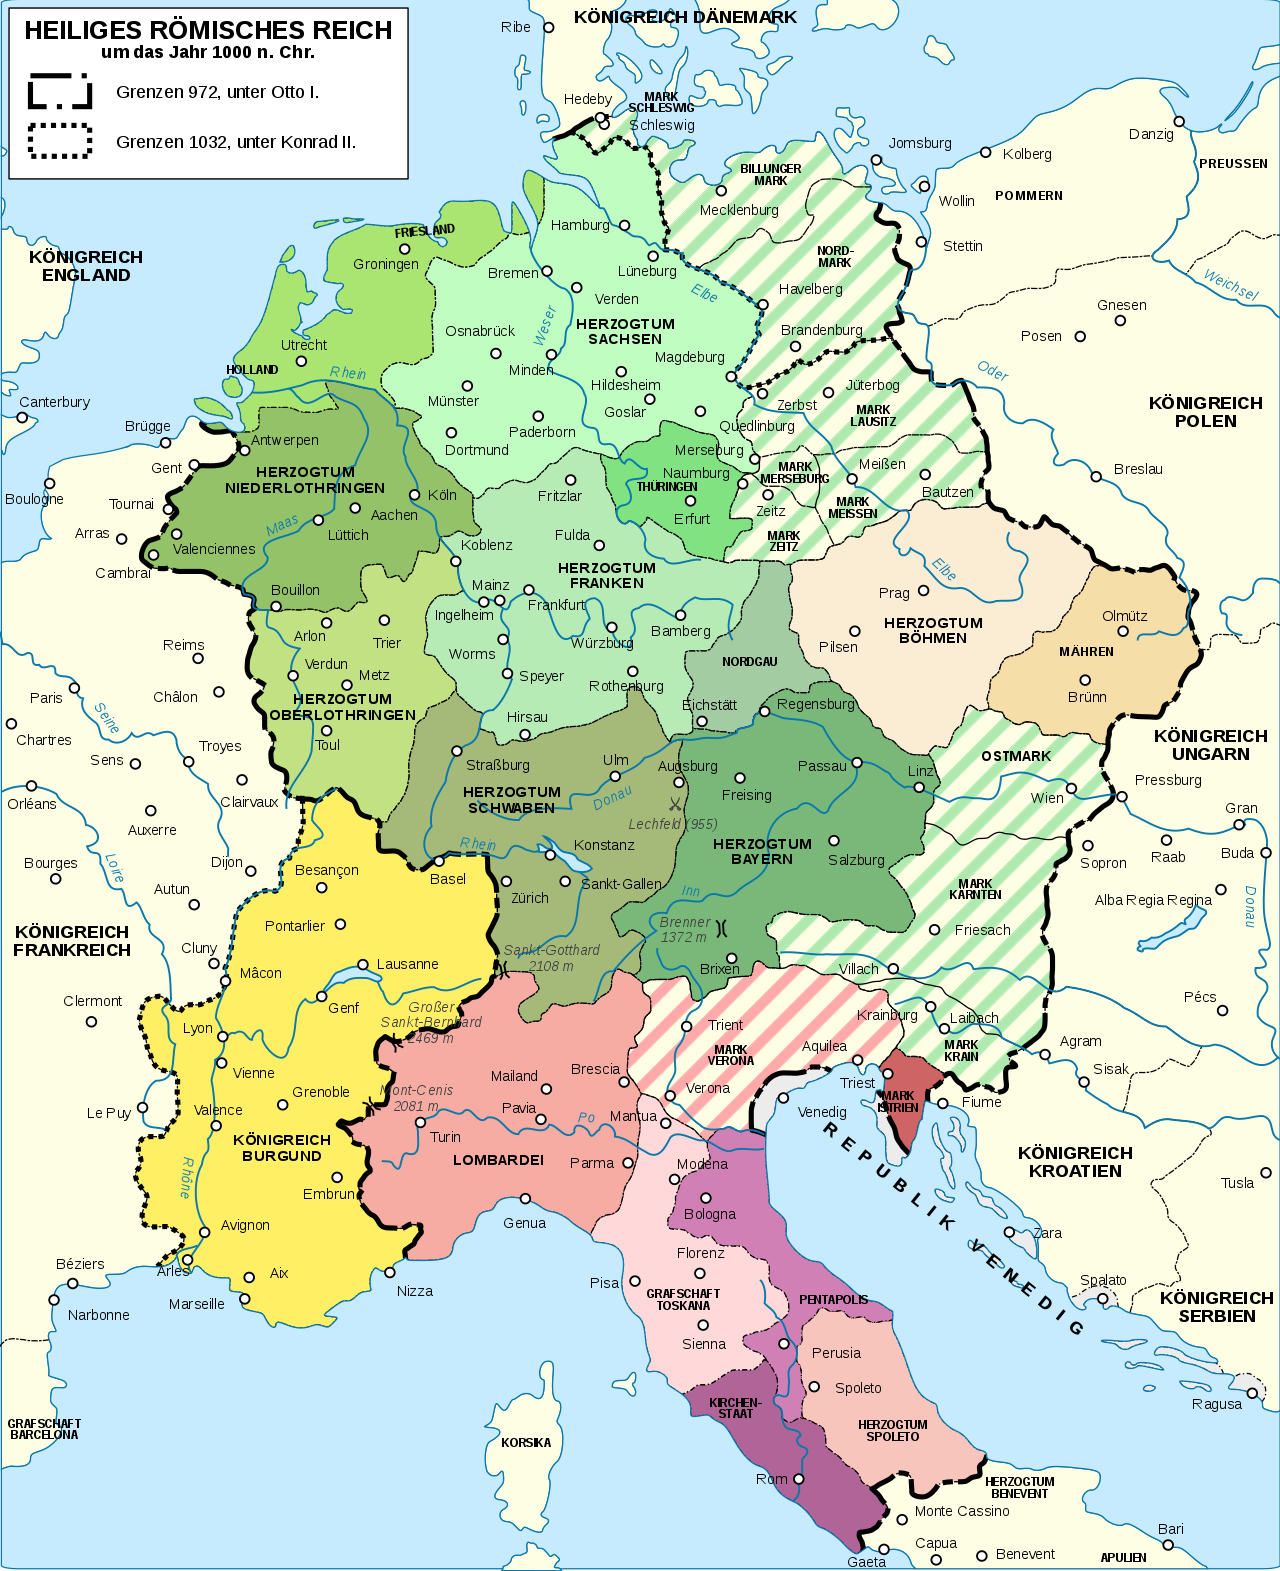 HEILIGES RÖMISCHES REICH
um das Jahr 1000 n. Chr.
Grenzen 972, unter Otto I.
Grenzen 1032, unter Konrad II.
KÖNIGREICH DÄNEMARK
Ribe
Hedeby
MARK
SCHLESWIG
Schleswig
Jomsburg
Kolberg
Danzig
PREUSSEN
POMMERN
Wollin
Stettin
BILLUNGER
MARK
Mecklenburg
KÖNIGREICH
ENGLAND
FRIESLAND
Groningen
Hamburg
Lüneburg
Bremen
Verden
Elbe
NORD-
MARK
Havelberg
Brandenburg
Weichsel
Gnesen
Posen
Oder
KÖNIGREICH
POLEN
Breslau
Osnabrück
Weser
HERZOGTUM
SACHSEN
Minden
Magdeburg
Hildesheim
Goslar
Münster
Paderborn
Dortmund
Quedlinburg
Zerbst
Jüterbog
MARK
LAUSITZ
Utrecht
HOLLAND
Rhein
Canterbury
Brügge
Antwerpen
Gent
Boulogne
Tournai
Arras
Cambrai
Valenciennes
HERZOGTUM
NIEDERLOTHRINGEN
Köln
Aachen
Maas
Lüttich
Merseburg
Naumburg
THÜRINGEN
Erfurt
MARK
MERSEBURG
Zeitz
MARK
ZEITZ
Meißen
MARK
MEISSEN
Bautzen
Fritzlar
Fulda
HERZOGTUM
FRANKEN
Koblenz
Mainz
Ingelheim
Frankfurt
Würzburg
Bamberg
Worms
Speyer
Rothenburg
Hirsau
Bouillon
Arlon
Trier
Verdun
Metz
HERZOGTUM
OBERLOTHRINGEN
Toul
Elbe
Prag
HERZOGTUM
BÖHMEN
Pilsen
Olmütz
MÄHREN
Brünn
NORDGAU
Eichstätt
Regensburg
Reims
Paris
Châlon
Seine
Chartres
Sens
Troyes
Orléans
Clairvaux
Auxerre
Bourges
Loire
Dijon
Autun
KÖNIGREICH
FRANKREICH
Cluny
Mâcon
Clermont
Straßburg
Ulm
HERZOGTUM
SCHWABEN
Donau
Augsburg
Lechfeld (955)
Freising
Passau
Linz
OSTMARK
Wien
KÖNIGREICH
UNGARN
Pressburg
Gran
Sopron
Raab
Buda
Alba Regia Regina
Donau
Pécs
HERZOGTUM
BAYERN
Salzburg
Inn
Brenner
1372 m
Brixen
MARK
KÄRNTEN
Friesach
Villach
Krainburg
Laibach
MARK
KRAIN
Agram
Sisak
Rhein
Konstanz
Basel
Zürich
Sankt-Gallen
Sankt-Gotthard
2108 m
Besançon
Pontarlier
Lausanne
Genf
Großer
Sankt-Bernhard
2469 m
Lyon
Vienne
Grenoble
Mont-Cenis
2081 m
Le Puy
Valence
KÖNIGREICH
BURGUND
Rhône
Embrun
Avignon
Arles
Aix
Marseille
Béziers
Narbonne
Nizza
GRAFSCHAFT
BARCELONA
Mailand
Brescia
Pavia
Po
Turin
LOMBARDEI
Mantua
Parma
Genua
Trient
MARK
VERONA
Verona
Aquilea
Triest
MARK
ISTRIEN
Fiume
Venedig
REPUBLIK VENEDIG
KÖNIGREICH
KROATIEN
Tusla
Zara
Spalato
KÖNIGREICH
SERBIEN
Ragusa
Modena
Bologna
Florenz
Pisa
GRAFSCHAFT
TOSKANA
Sienna
PENTAPOLIS
Perusia
Spoleto
HERZOGTUM
SPOLETO
KIRCHEN-
STAAT
Rom
KORSIKA
HERZOGTUM
BENEVENT
Monte Cassino
Capua
Gaeta
Benevent
APULIEN
Bari